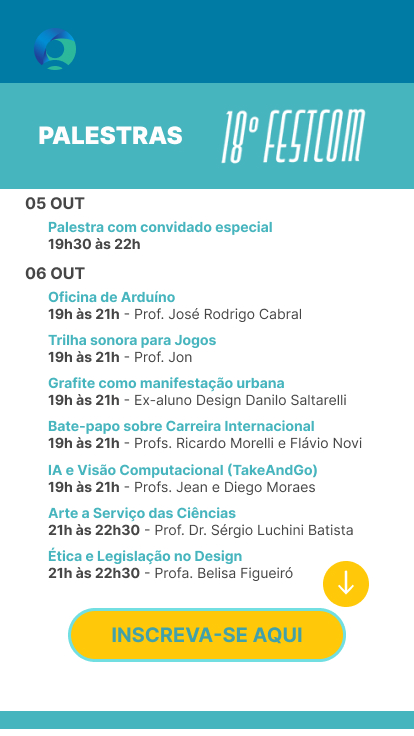 PALESTRAS
18º FESTCOM
05 OUT
Palestra com convidado especial
19h30 às 22h
06 OUT
Oficina de Arduíno
19h às 21h - Prof. José Rodrigo Cabral
Trilha sonora para Jogos
19h às 21h - Prof. Jon
Grafite como manifestação urbana
19h às 21h - Ex-aluno Design Danilo Saltarelli
Bate-papo sobre Carreira Internacional
19h às 21h - Profs. Ricardo Morelli e Flávio Novi
IA e Visão Computacional (TakeAndGo)
19h às 21h - Profs. Jean e Diego Moraes
Arte a Serviço das Ciências
21h às 22h30 - Prof. Dr. Sérgio Luchini Batista
Ética e Legislação no Design
21h às 22h30 - Profa. Belisa Figueiró
INSCREVA-SE AQUI